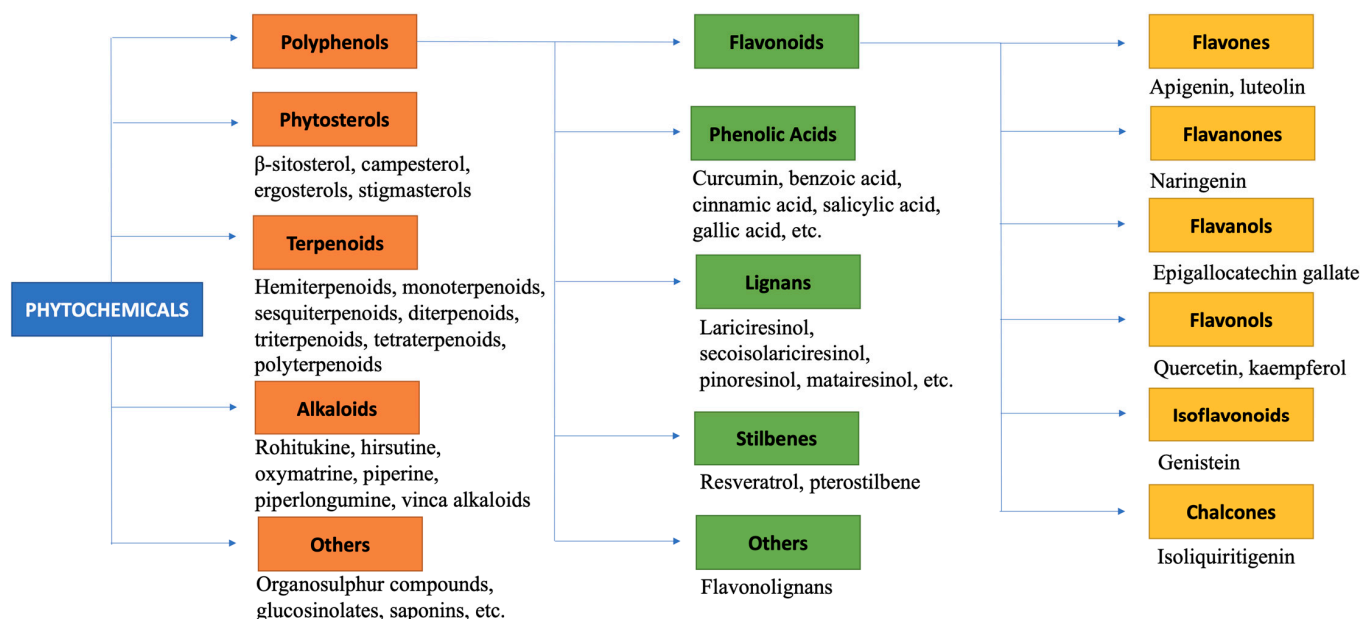 PHYTOCHEMICALS
Polyphenols
Phytosterols
β-sitosterol, campesterol,
ergosterols, stigmasterols
Terpenoids
Hemiterpenoids, monoterpenoids,
sesquiterpenoids, diterpenoids,
triterpenoids, tetraterpenoids,
polyterpenoids
Alkaloids
Rohitukine, hirsutine,
oxymatrine, piperine,
piperlongumine, vinca alkaloids
Others
Organosulphur compounds,
glucosinolates, saponins, etc.
Flavonoids
Phenolic Acids
Curcumin, benzoic acid,
cinnamic acid, salicylic acid,
gallic acid, etc.
Lignans
Lariciresinol,
secoisolariciresinol,
pinoresinol, matairesinol, etc.
Stilbenes
Resveratrol, pterostilbene
Others
Flavonolignans
Flavones
Apigenin, luteolin
Flavanones
Naringenin
Flavanols
Epigallocatechin gallate
Flavonols
Quercetin, kaempferol
Isoflavonoids
Genistein
Chalcones
Isoliquiritigenin